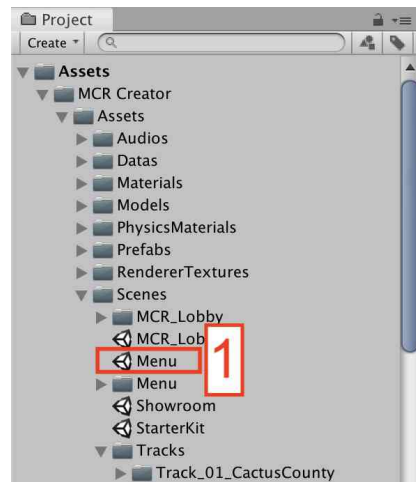 Project
Create
Assets
MCR Creator
Assets
Audios
Datas
Materials
Models
PhysicsMaterials
Prefabs
RendererTextures
Scenes
MCR_Lobby
MCR_Lob
1
Menu
Menu
Showroom
StarterKit
Tracks
Track_01_CactusCounty